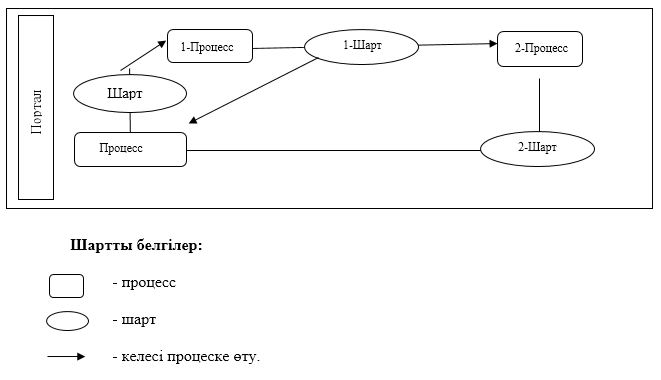 Портал
1-Процесс
1-Шарт
2-Процесс
Шарт
Процесс
2-Шарт
Шартты белгілер:
- процесс
- шарт
- келесі процеске өту.